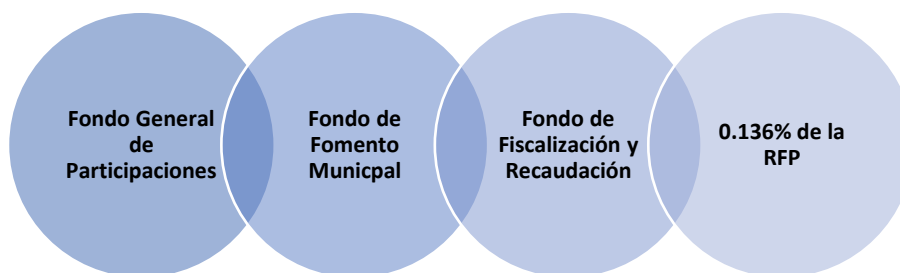 Fondo General
de
Participaciones
Fondo de
Fomento
Municpal
Fondo de
Fiscalización y
Recaudación
0.136% de la
RFP